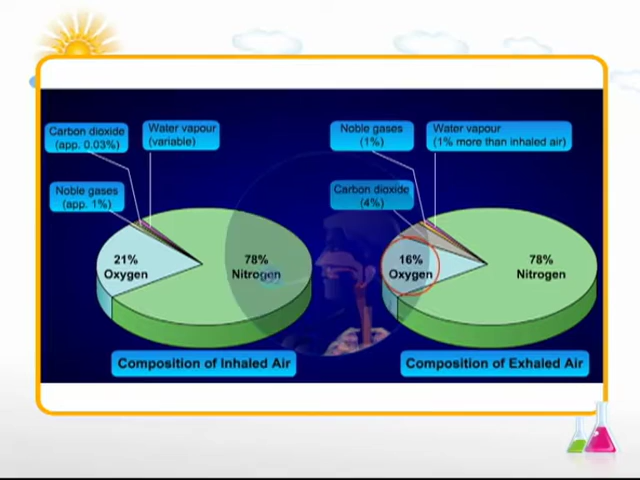 Carbon dioxide
(app. 0.03%)
Water vapour
(variable)
Noble gases
(app. 1%)
21%
Oxygen
78%
Nitrogen
Composition of Inhaled Air
Noble gases
(1%)
Water vapour
(1% more than inhaled air)
Carbon dioxide
(4%)
16%
Oxygen
78%
Nitrogen
Composition of Exhaled Air